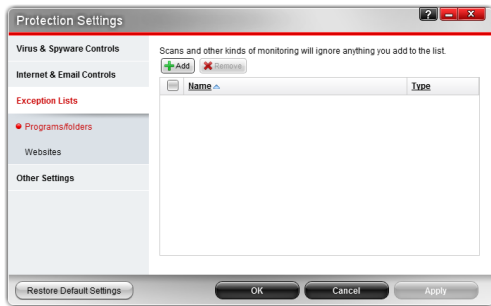 Protection Settings
?
Virus & Spyware Controls
Internet & Email Controls
Exception Lists
Programs/folders
Websites
Other Settings
Scans and other kinds of monitoring will ignore anything you add to the list.
Add Remove
Name Type
Restore Default Settings
OK Cancel Apply